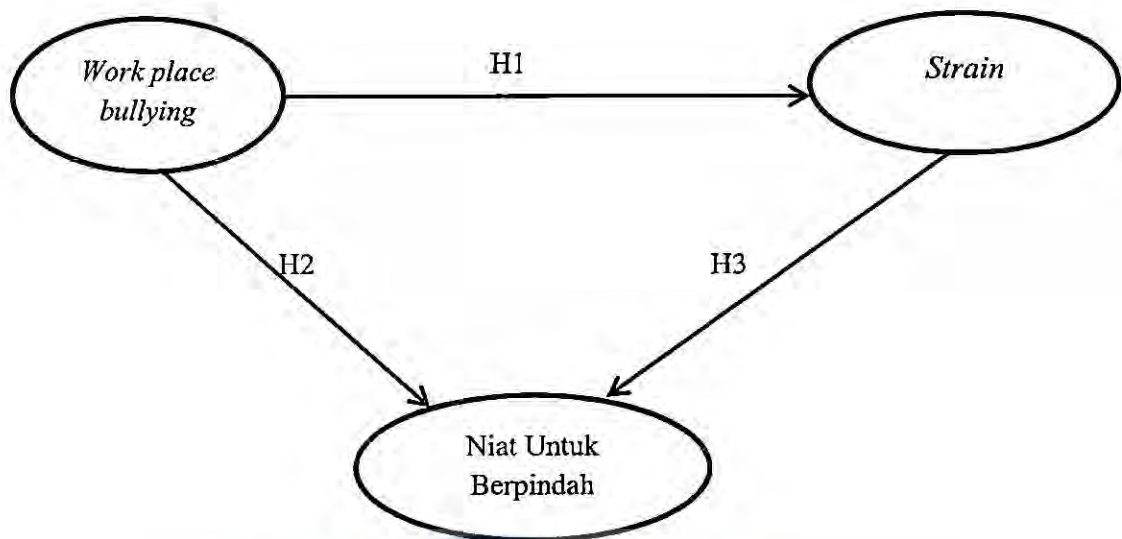 Work place
bullying
H1
Strain
H2
H3
Niat Untuk
Berpindah